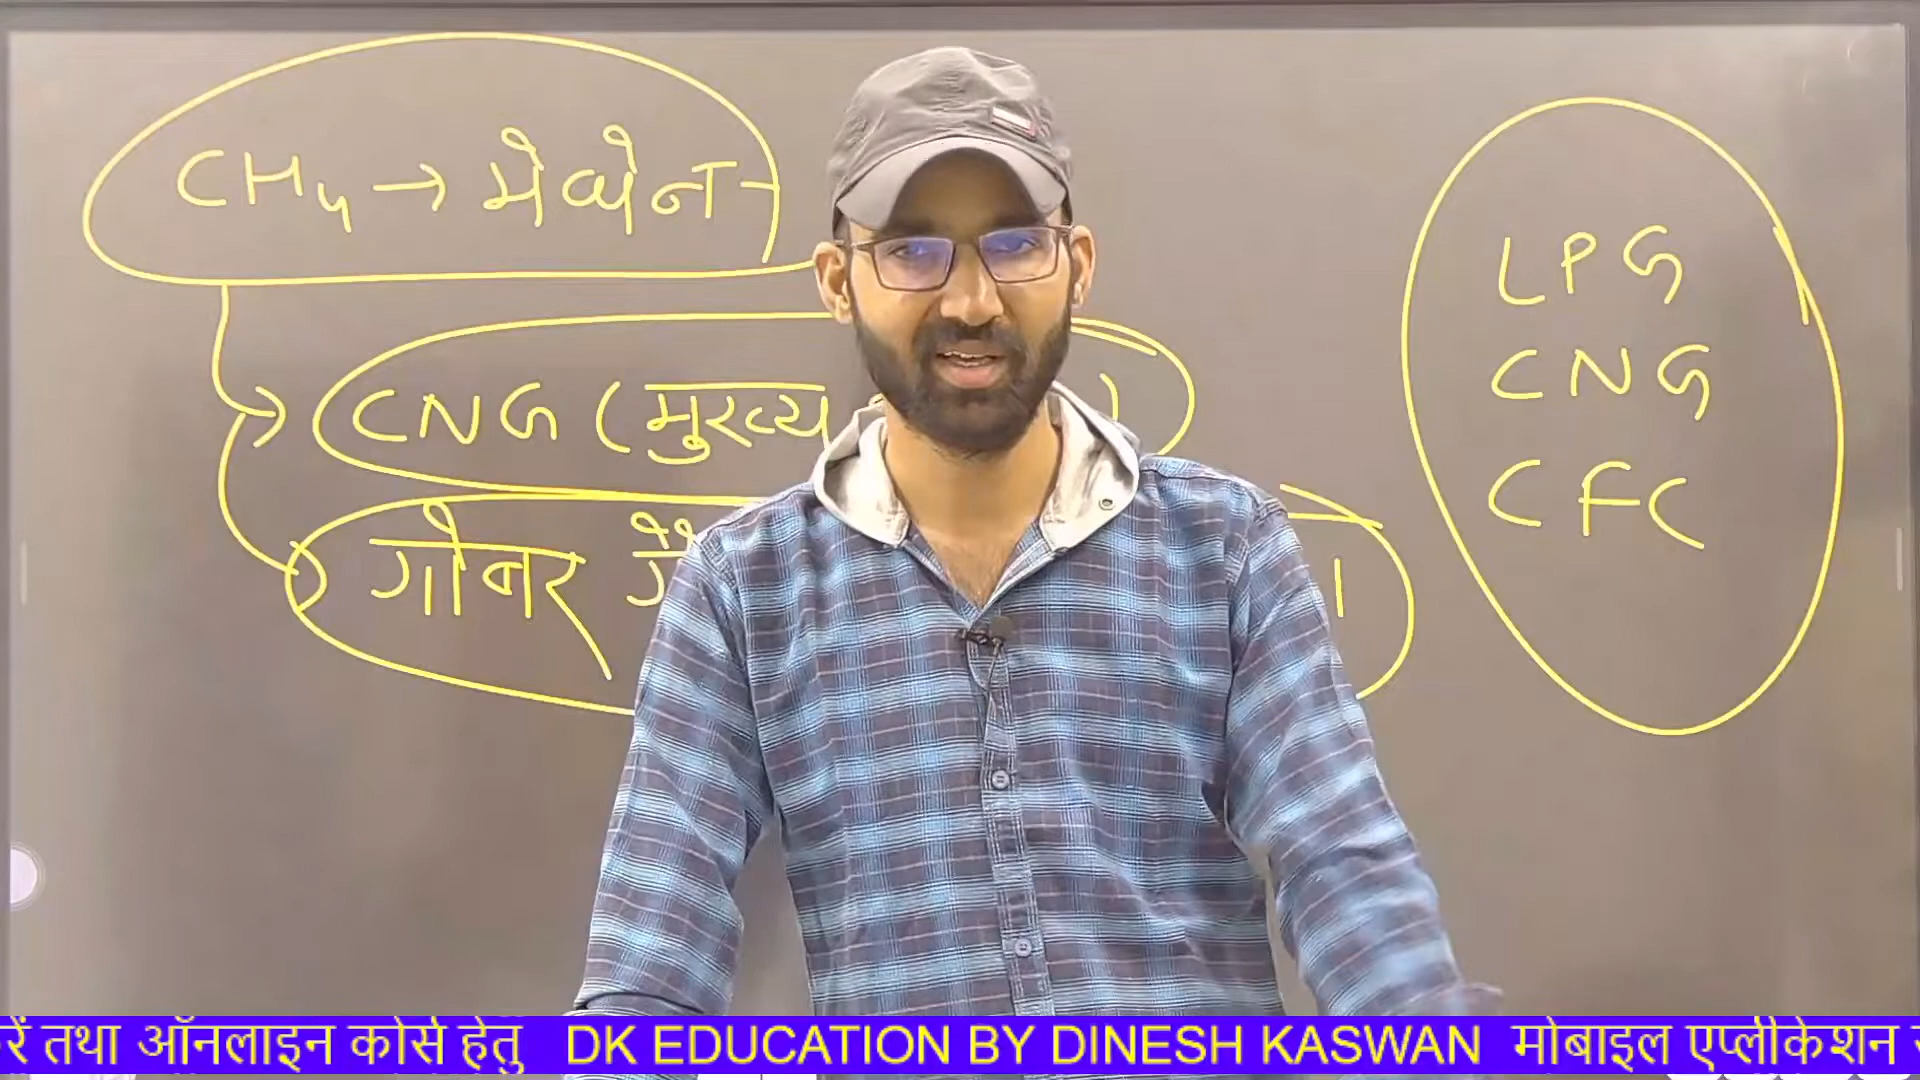 CH4 → मेथेन
CNG (मुख्य )
गोबर
LPG
CNG
CFC
रें तथा ऑनलाइन कोर्स हेतु DK EDUCATION BY DINESH KASWAN मोबाइल एप्लीकेशन